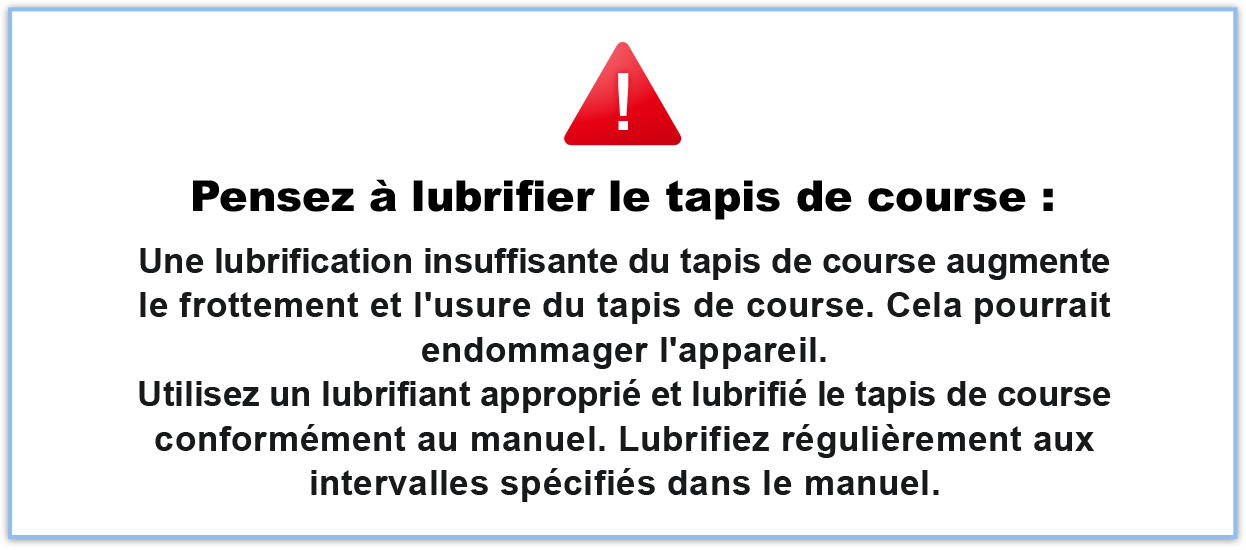 Pensez à lubrifier le tapis de course :
Une lubrification insuffisante du tapis de course augmente
le frottement et l'usure du tapis de course. Cela pourrait
endommager l'appareil.
Utilisez un lubrifiant approprié et lubrifié le tapis de course
conformément au manuel. Lubrifiez régulièrement aux
intervalles spécifiés dans le manuel.